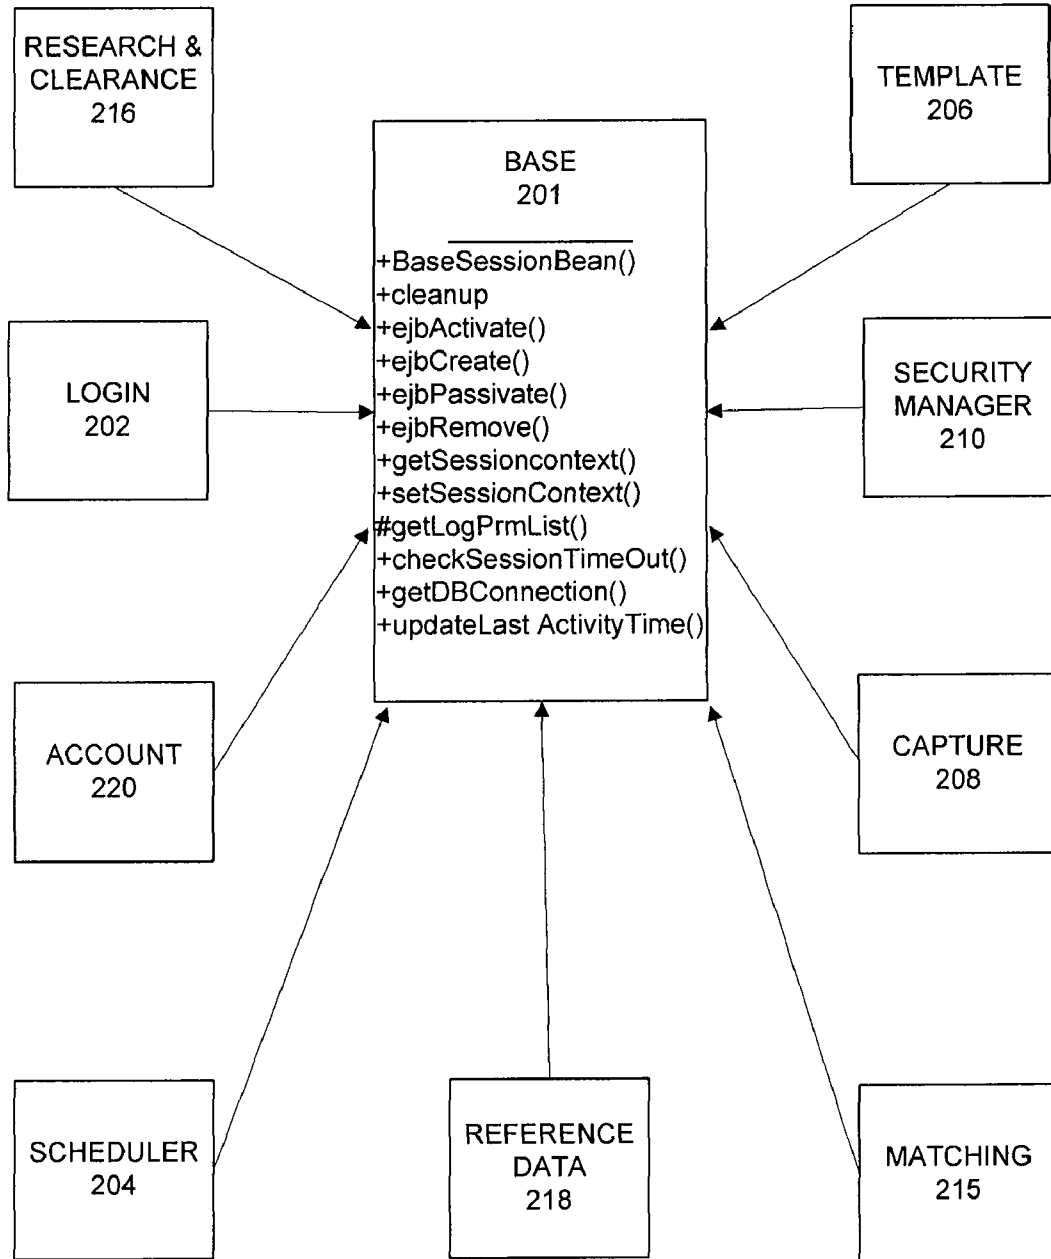 RESEARCH &
CLEARANCE
216
TEMPLATE
206
BASE
201
+BaseSessionBean()
+cleanup
+ejbActivate()
+ejbCreate()
+ejbPassivate()
+ejbRemove()
+getSessioncontext()
+setSessionContext()
#getLogPrmList()
+checkSessionTimeOut()
+getDBConnection()
+updateLast ActivityTime()
LOGIN
202
SECURITY
MANAGER
210
ACCOUNT
220
CAPTURE
208
SCHEDULER
204
REFERENCE
DATA
218
MATCHING
215